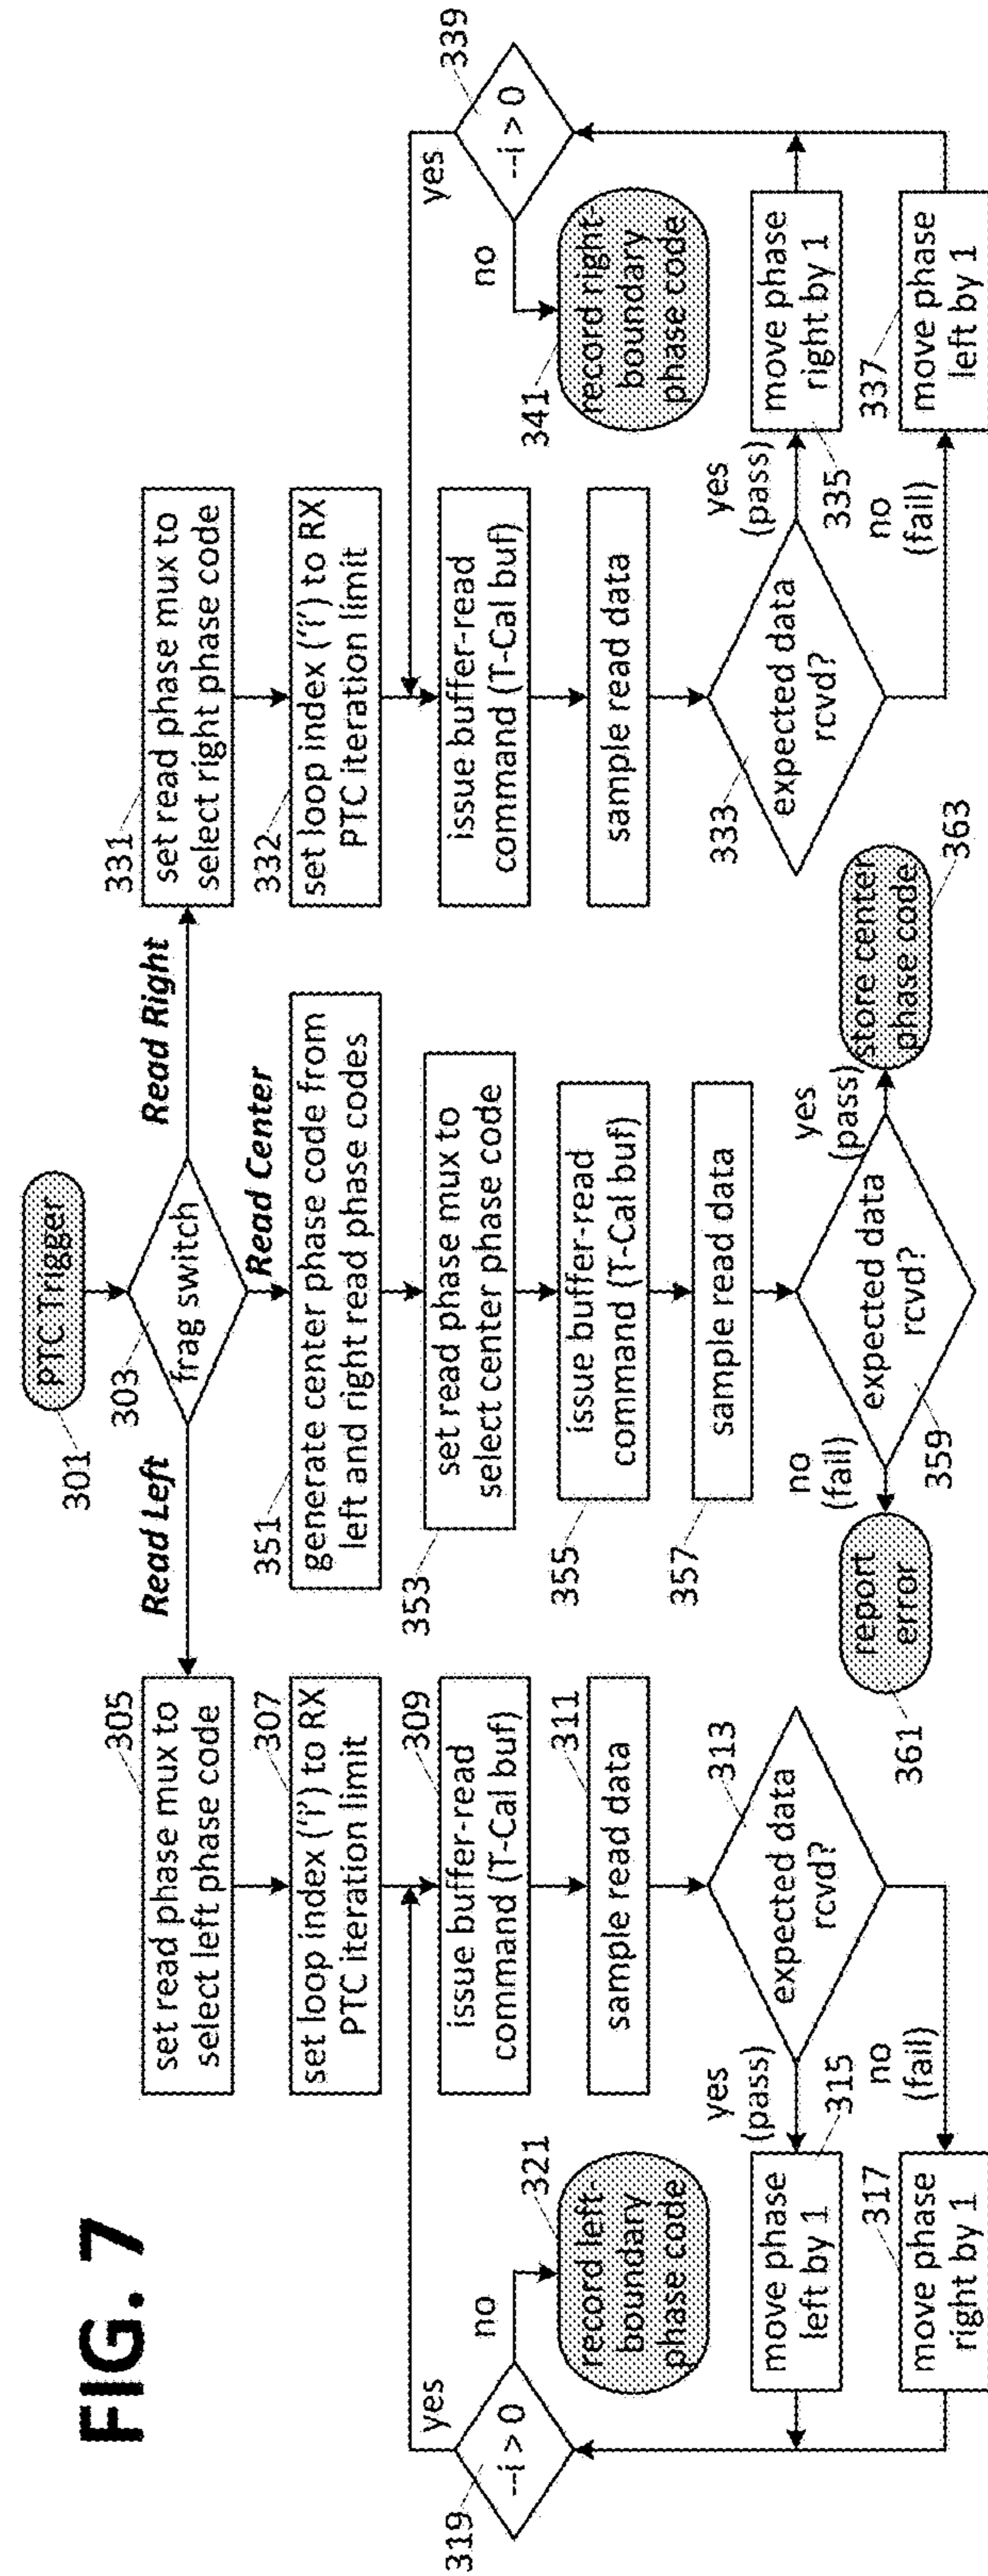 FIG. 7
PTC Trigger
301
frag switch
303
Read Left
Read Right
Read Center
305
set read phase mux to
select left phase code
307
set loop index ('i') to RX
PTC iteration limit
309
issue buffer-read
command (T-Cal buf)
311
sample read data
313
expected data
rcvd?
yes
(pass)
315
move phase
left by 1
no
(fail)
317
move phase
right by 1
319
--i > 0
yes
no
321
record left-
boundary
phase code
351
generate center phase code from
left and right read phase codes
353
set read phase mux to
select center phase code
355
issue buffer-read
command (T-Cal buf)
357
sample read data
359
expected data
rcvd?
no
(fail)
361
report
error
yes
(pass)
363
store center
phase code
331
set read phase mux to
select right phase code
332
set loop index ('i') to RX
PTC iteration limit
issue buffer-read
command (T-Cal buf)
sample read data
333
expected data
rcvd?
yes
(pass)
335
move phase
right by 1
no
(fail)
337
move phase
left by 1
339
--i > 0
yes
no
341
record right-
boundary
phase code